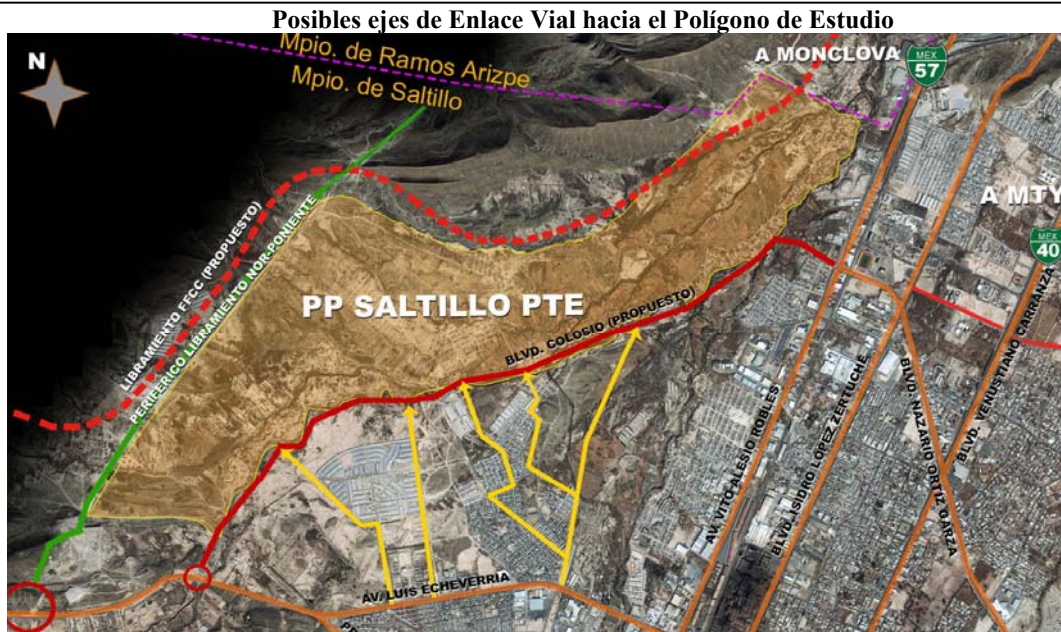 Posibles ejes de Enlace Vial hacia el Polígono de Estudio
Mpio. de Ramos Arizpe
Mpio. de Saltillo
N
A MONCLOVA
MEX
57
A MTY
MEX
40
LIBRAMIENTO FFCC (PROPUESTO)
PERIFERICO LIBRAMIENTO NOR-PONIENTE
PP SALTILLO PTE
BLVD. COLOSIO (PROPUESTO)
AV. VITO ALESIO ROBLES
BLVD. ISIDRO LÓPEZ ZERTUCHE
BLVD. NAZARIO ORTIZ GARZA
BLVD. VENUSTIANO CARRANZA
AV. LUIS ECHEVERRIA